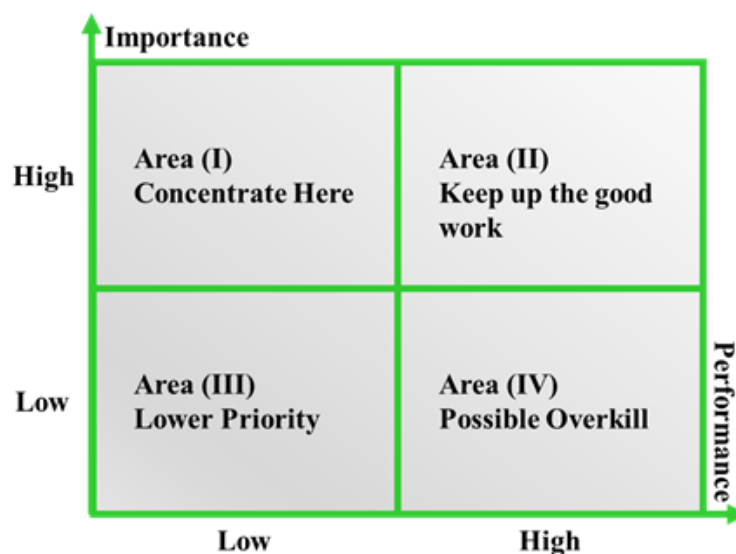 Importance
High
Area (I)
Concentrate Here
Area (II)
Keep up the good
work
Low
Area (III)
Lower Priority
Area (IV)
Possible Overkill
Performance
Low
High